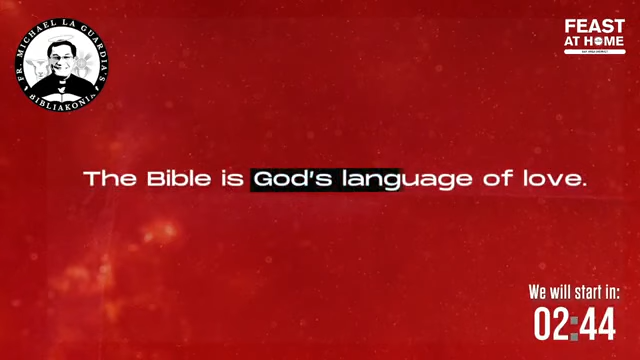 FR. MICHAEL LA GUARDIA'S
BIBLIAKONIA
FEAST
AT HOME
The Bible is God's language of love.
We will start in:
02:44